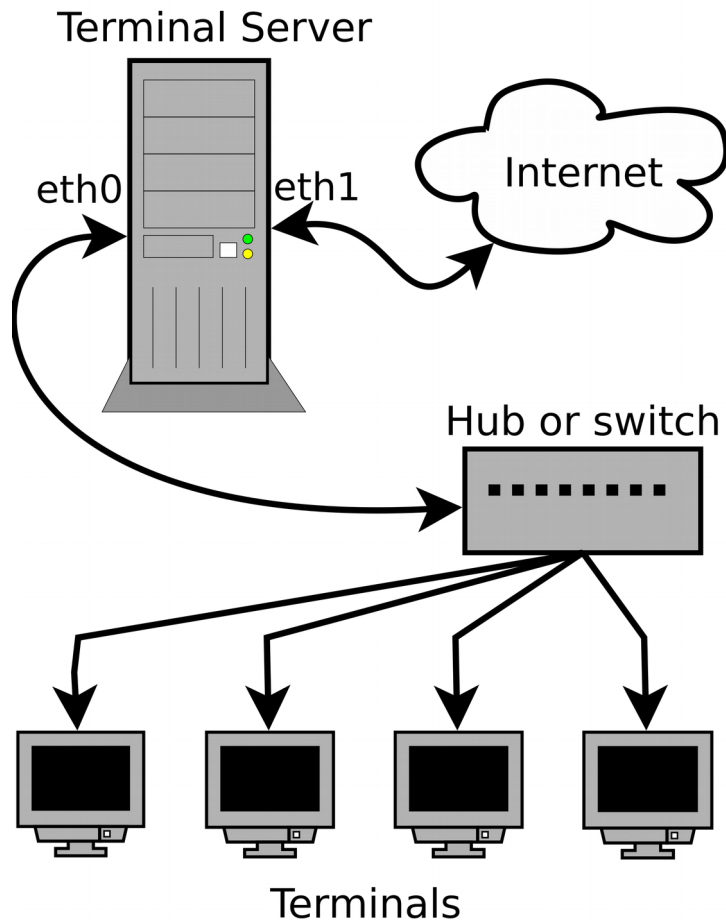 Terminal Server
eth0
eth1
Internet
Hub or switch
Terminals